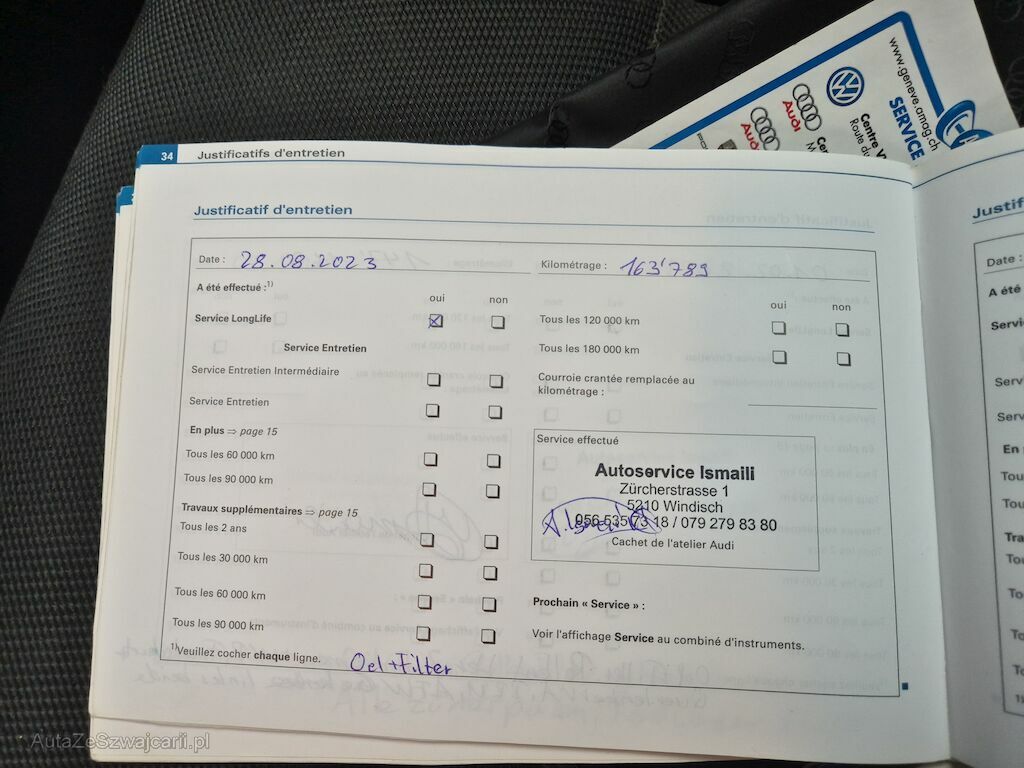 www.geneve.amag.ch
SERVICE
Audi
Audi
34 Justificatifs d'entretien
Justificatif d'entretien
Date : 28.08.2023 Kilométrage : 163'789
A été effectué :1)
oui non oui non
Service LongLife Tous les 120 000 km
Service Entretien Tous les 180 000 km
Service Entretien Intermédiaire Courroie crantée remplacée au kilométrage :
Service Entretien
En plus ⇒ page 15
Service effectué
Tous les 60 000 km
Autoservice Ismaili
Zürcherstrasse 1
Tous les 90 000 km
5210 Windisch
Travaux supplémentaires ⇒ page 15
056 535 73 18 / 079 279 83 80
Tous les 2 ans
Cachet de l'atelier Audi
Tous les 30 000 km
Tous les 60 000 km
Prochain « Service » :
Tous les 90 000 km
Voir l'affichage Service au combiné d'instruments.
1)Veuillez cocher chaque ligne. Oel+Filter
Justif
Date :
A été
AutaZeSzwajcarii.pl